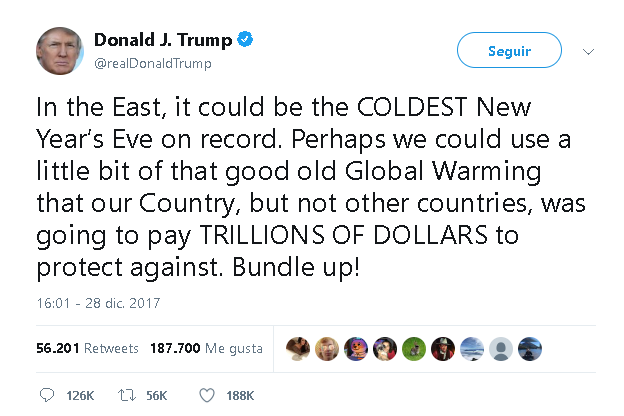 Donald J. Trump
@realDonaldTrump
Seguir
In the East, it could be the COLDEST New
Year's Eve on record. Perhaps we could use a
little bit of that good old Global Warming
that our Country, but not other countries, was
going to pay TRILLIONS OF DOLLARS to
protect against. Bundle up!
16:01 - 28 dic. 2017
56.201 Retweets 187.700 Me gusta
126K 56K 188K